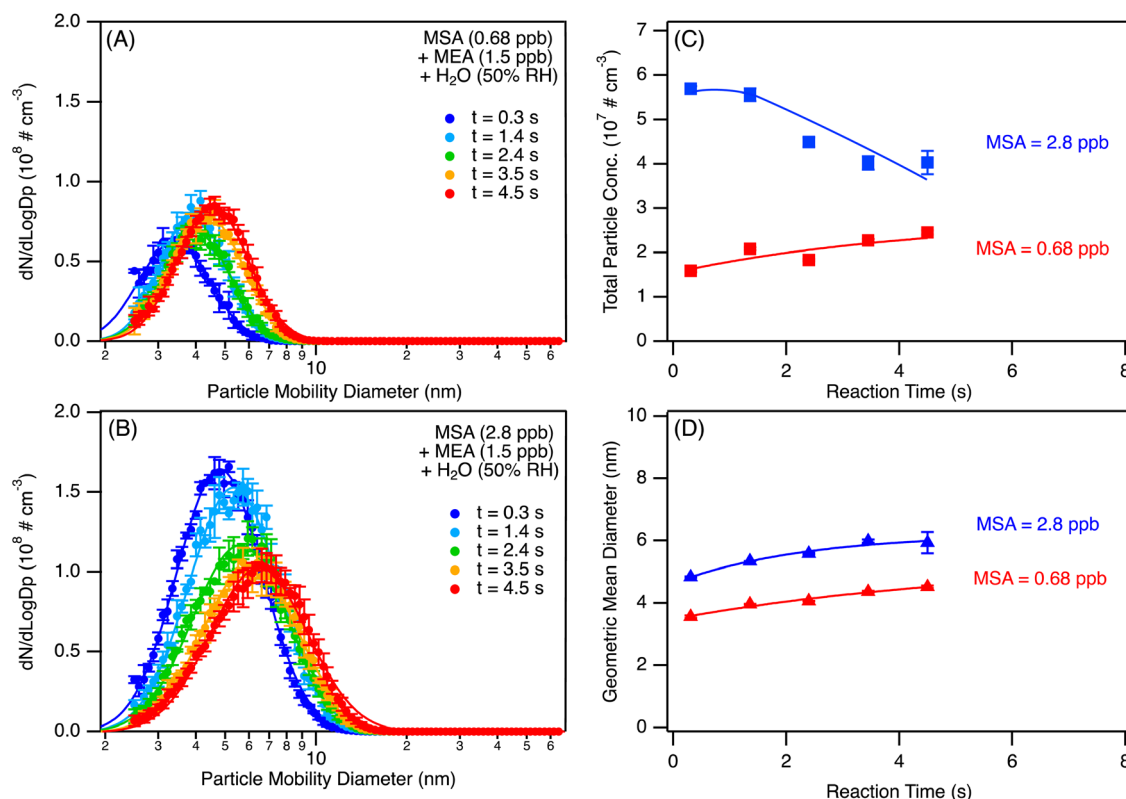 (A)
MSA (0.68 ppb)
+ MEA (1.5 ppb)
+ H₂O (50% RH)
t = 0.3 s
t = 1.4 s
t = 2.4 s
t = 3.5 s
t = 4.5 s
2.0
1.5
1.0
0.5
0.0
dN/dLogDp (10⁸ # cm⁻³)
2 3 4 5 6 7 8 9 10 2 3 4 5 6
Particle Mobility Diameter (nm)
(B)
MSA (2.8 ppb)
+ MEA (1.5 ppb)
+ H₂O (50% RH)
t = 0.3 s
t = 1.4 s
t = 2.4 s
t = 3.5 s
t = 4.5 s
2.0
1.5
1.0
0.5
0.0
dN/dLogDp (10⁸ # cm⁻³)
2 3 4 5 6 7 8 9 10 2 3 4 5 6
Particle Mobility Diameter (nm)
(C)
MSA = 2.8 ppb
MSA = 0.68 ppb
7
6
5
4
3
2
1
0
Total Particle Conc. (10⁷ # cm⁻³)
0 2 4 6 8
Reaction Time (s)
(D)
MSA = 2.8 ppb
MSA = 0.68 ppb
10
8
6
4
2
0
Geometric Mean Diameter (nm)
0 2 4 6 8
Reaction Time (s)